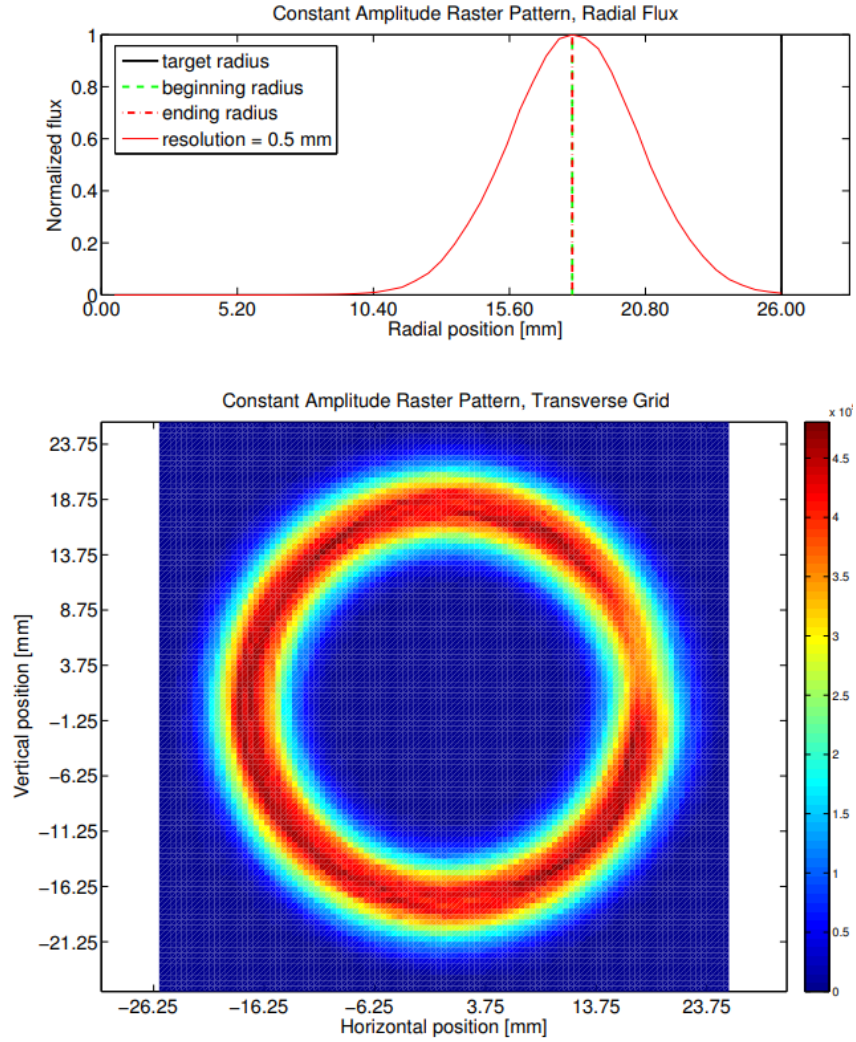 Constant Amplitude Raster Pattern, Radial Flux
Normalized flux
1
0.8
0.6
0.4
0.2
0
target radius
beginning radius
ending radius
resolution = 0.5 mm
0.00 5.20 10.40 15.60 20.80 26.00
Radial position [mm]
Constant Amplitude Raster Pattern, Transverse Grid
Vertical position [mm]
23.75
18.75
13.75
8.75
3.75
−1.25
−6.25
−11.25
−16.25
−21.25
−26.25 −16.25 −6.25 3.75 13.75 23.75
Horizontal position [mm]
4.5
4
3.5
3
2.5
2
1.5
1
0.5
0